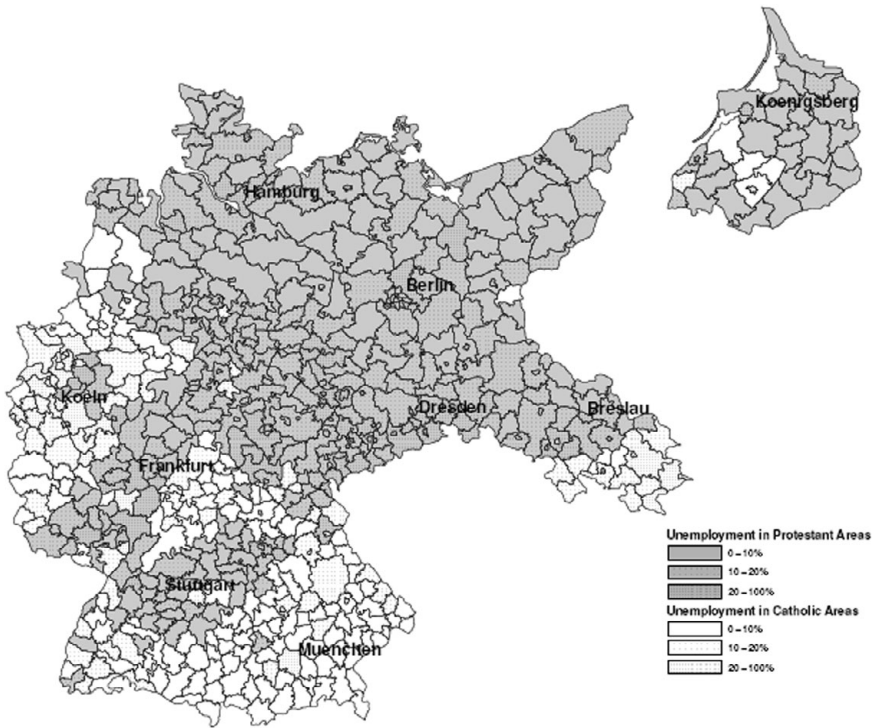 Koenigsberg
Hamburg
Berlin
Koeln
Dresden
Breslau
Frankfurt
Stuttgart
Muenchen
Unemployment in Protestant Areas
0 – 10%
10 – 20%
20 – 100%
Unemployment in Catholic Areas
0 – 10%
10 – 20%
20 – 100%